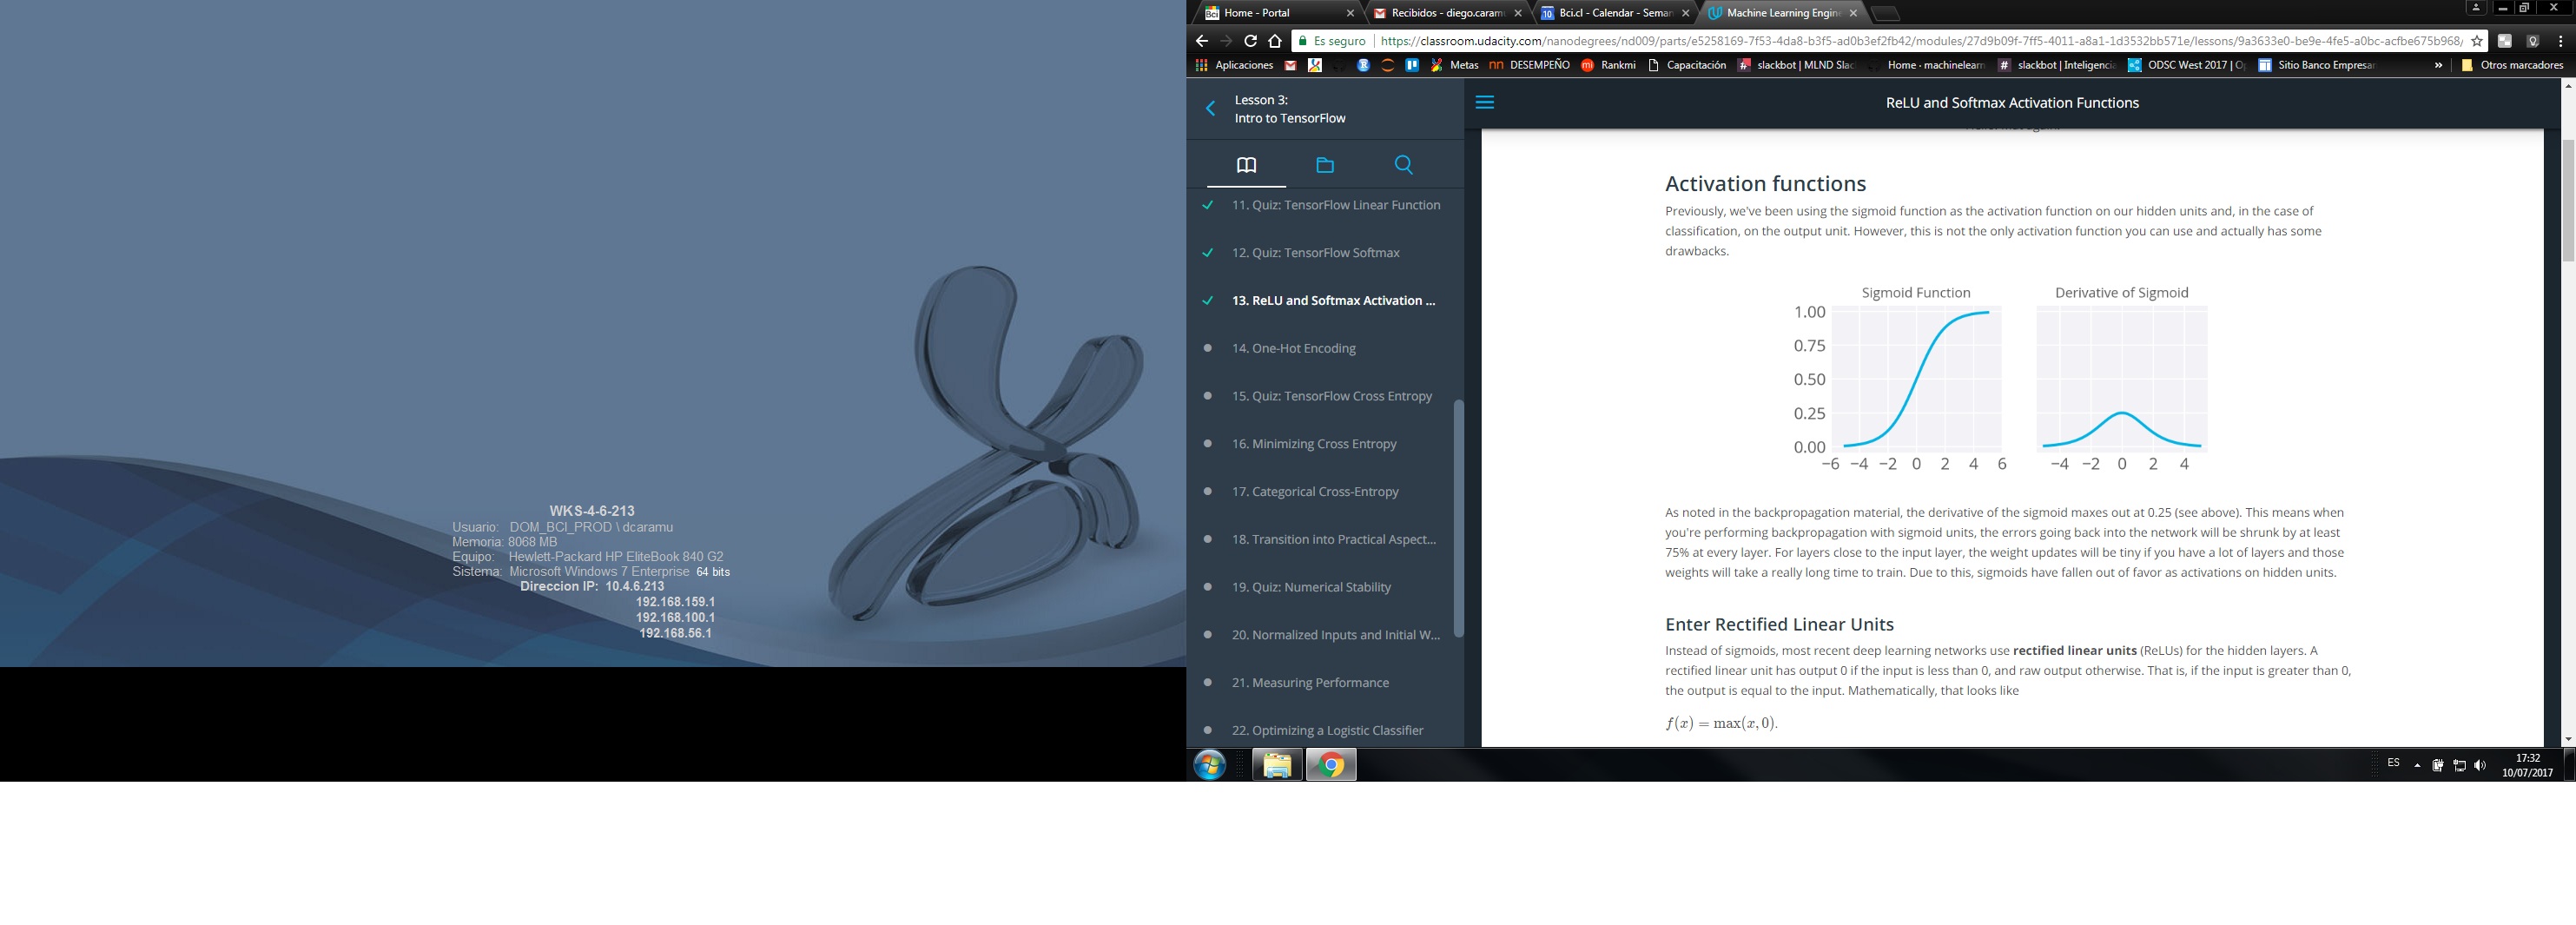 WKS-4-6-213
Usuario: DOM_BCI_PROD \ dcaramu
Memoria: 8068 MB
Equipo: Hewlett-Packard HP EliteBook 840 G2
Sistema: Microsoft Windows 7 Enterprise 64 bits
Direccion IP: 10.4.6.213
192.168.159.1
192.168.100.1
192.168.56.1
Bci Home - Portal
Recibidos - diego.caram
10 Bci.cl - Calendar - Seman
Machine Learning Engine
Es seguro https://classroom.udacity.com/nanodegrees/nd009/parts/e5258169-7f53-4da8-b3f5-ad0b3ef2fb42/modules/27d9b09f-7ff5-4011-a8a1-1d3532bb571e/lessons/9a3633e0-be9e-4fe5-a0bc-acfbe675b968/
Aplicaciones Metas nn DESEMPEÑO mi Rankmi Capacitación slackbot | MLND Slac Home · machinelearn # slackbot | Inteligencia ODSC West 2017 | O Sitio Banco Empresar » Otros marcadores
Lesson 3:
Intro to TensorFlow
11. Quiz: TensorFlow Linear Function
12. Quiz: TensorFlow Softmax
13. ReLU and Softmax Activation ...
14. One-Hot Encoding
15. Quiz: TensorFlow Cross Entropy
16. Minimizing Cross Entropy
17. Categorical Cross-Entropy
18. Transition into Practical Aspect...
19. Quiz: Numerical Stability
20. Normalized Inputs and Initial W...
21. Measuring Performance
22. Optimizing a Logistic Classifier
ReLU and Softmax Activation Functions
Activation functions
Previously, we've been using the sigmoid function as the activation function on our hidden units and, in the case of
classification, on the output unit. However, this is not the only activation function you can use and actually has some
drawbacks.
Sigmoid Function
1.00
0.75
0.50
0.25
0.00
−6 −4 −2 0 2 4 6
Derivative of Sigmoid
−4 −2 0 2 4
As noted in the backpropagation material, the derivative of the sigmoid maxes out at 0.25 (see above). This means when
you're performing backpropagation with sigmoid units, the errors going back into the network will be shrunk by at least
75% at every layer. For layers close to the input layer, the weight updates will be tiny if you have a lot of layers and those
weights will take a really long time to train. Due to this, sigmoids have fallen out of favor as activations on hidden units.
Enter Rectified Linear Units
Instead of sigmoids, most recent deep learning networks use rectified linear units (ReLUs) for the hidden layers. A
rectified linear unit has output 0 if the input is less than 0, and raw output otherwise. That is, if the input is greater than 0,
the output is equal to the input. Mathematically, that looks like
f(x) = max(x, 0).
ES
17:32
10/07/2017